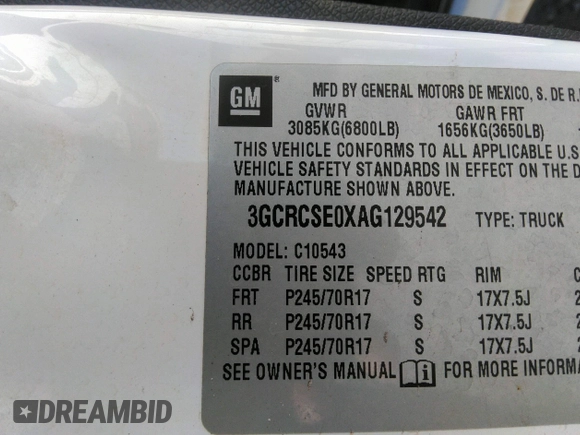 GM ®
MFD BY GENERAL MOTORS DE MEXICO, S. DE R.
GVWR GAWR FRT
3085KG(6800LB) 1656KG(3650LB)
THIS VEHICLE CONFORMS TO ALL APPLICABLE U.S
VEHICLE SAFETY STANDARDS IN EFFECT ON THE D
MANUFACTURE SHOWN ABOVE.
3GCRCSE0XAG129542 TYPE: TRUCK
MODEL: C10543
CCBR TIRE SIZE SPEED RTG RIM C
FRT P245/70R17 S 17X7.5J 2
RR P245/70R17 S 17X7.5J 2
SPA P245/70R17 S 17X7.5J 2
SEE OWNER'S MANUAL i FOR MORE INFORMA
DREAMBID